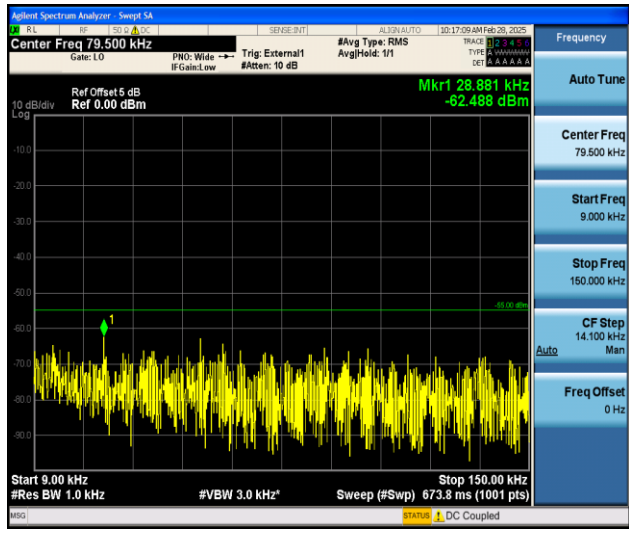 Agilent Spectrum Analyzer - Swept SA
RL RF 50 Ω DC SENSE:INT ALIGN AUTO 10:17:09 AM Feb 28, 2025
Center Freq 79.500 kHz
Gate: LO
PNO: Wide
IFGain:Low
Trig: External1
#Atten: 10 dB
#Avg Type: RMS
Avg|Hold: 1/1
TRACE 1 2 3 4 5 6
TYPE A WWWWW
DET A A A A A A
Mkr1 28.881 kHz
-62.488 dBm
Ref Offset 5 dB
10 dB/div Ref 0.00 dBm
Log
-10.0
-20.0
-30.0
-40.0
-50.0
-55.00 dBm
-60.0
1
-70.0
-80.0
-90.0
Start 9.00 kHz Stop 150.00 kHz
#Res BW 1.0 kHz #VBW 3.0 kHz* Sweep (#Swp) 673.8 ms (1001 pts)
MSG STATUS DC Coupled
Frequency
Auto Tune
Center Freq
79.500 kHz
Start Freq
9.000 kHz
Stop Freq
150.000 kHz
CF Step
14.100 kHz
Auto Man
Freq Offset
0 Hz